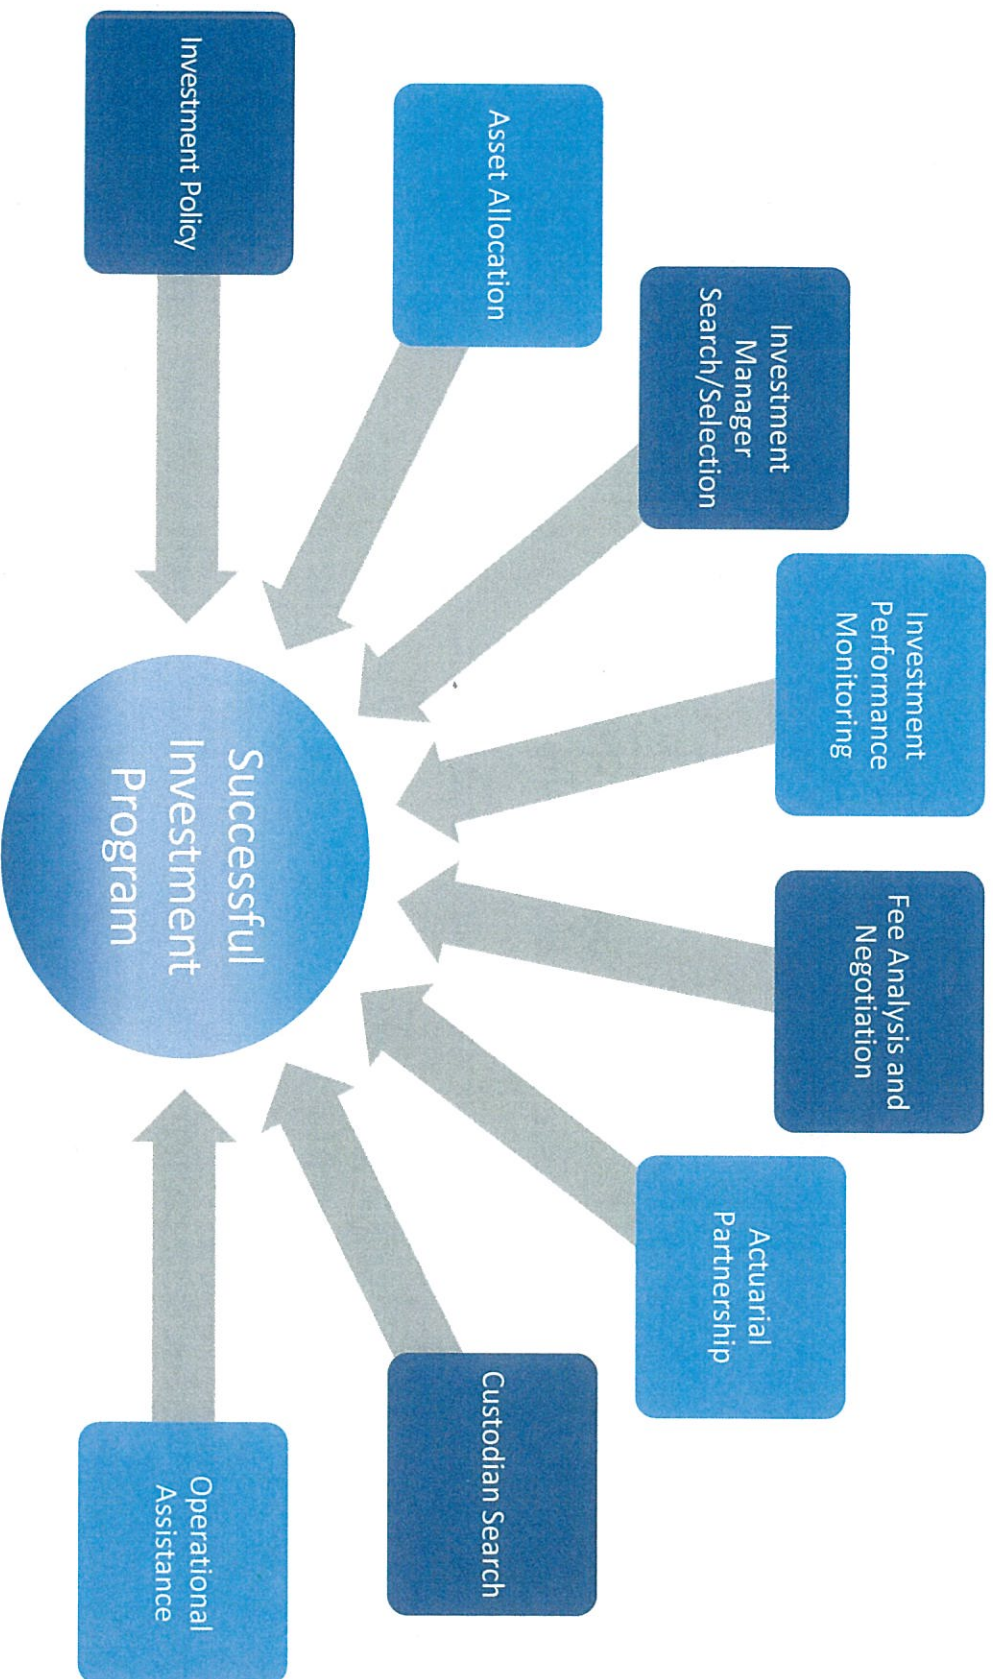 Investment Policy
Asset Allocation
Investment
Manager
Search/Selection
Investment
Performance
Monitoring
Fee Analysis and
Negotiation
Actuarial
Partnership
Custodian Search
Operational
Assistance
Successful
Investment
Program